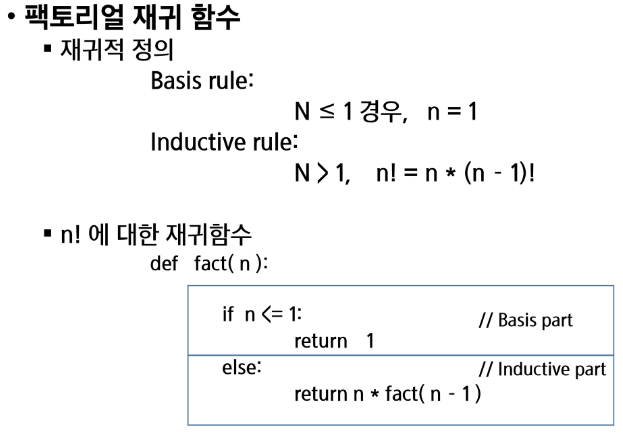 • 팩토리얼 재귀 함수
▪ 재귀적 정의
Basis rule:
N ≤ 1 경우, n = 1
Inductive rule:
N > 1, n! = n * (n - 1)!
▪ n! 에 대한 재귀함수
def fact( n ):
if n <= 1: // Basis part
return 1
else: // Inductive part
return n * fact( n - 1 )